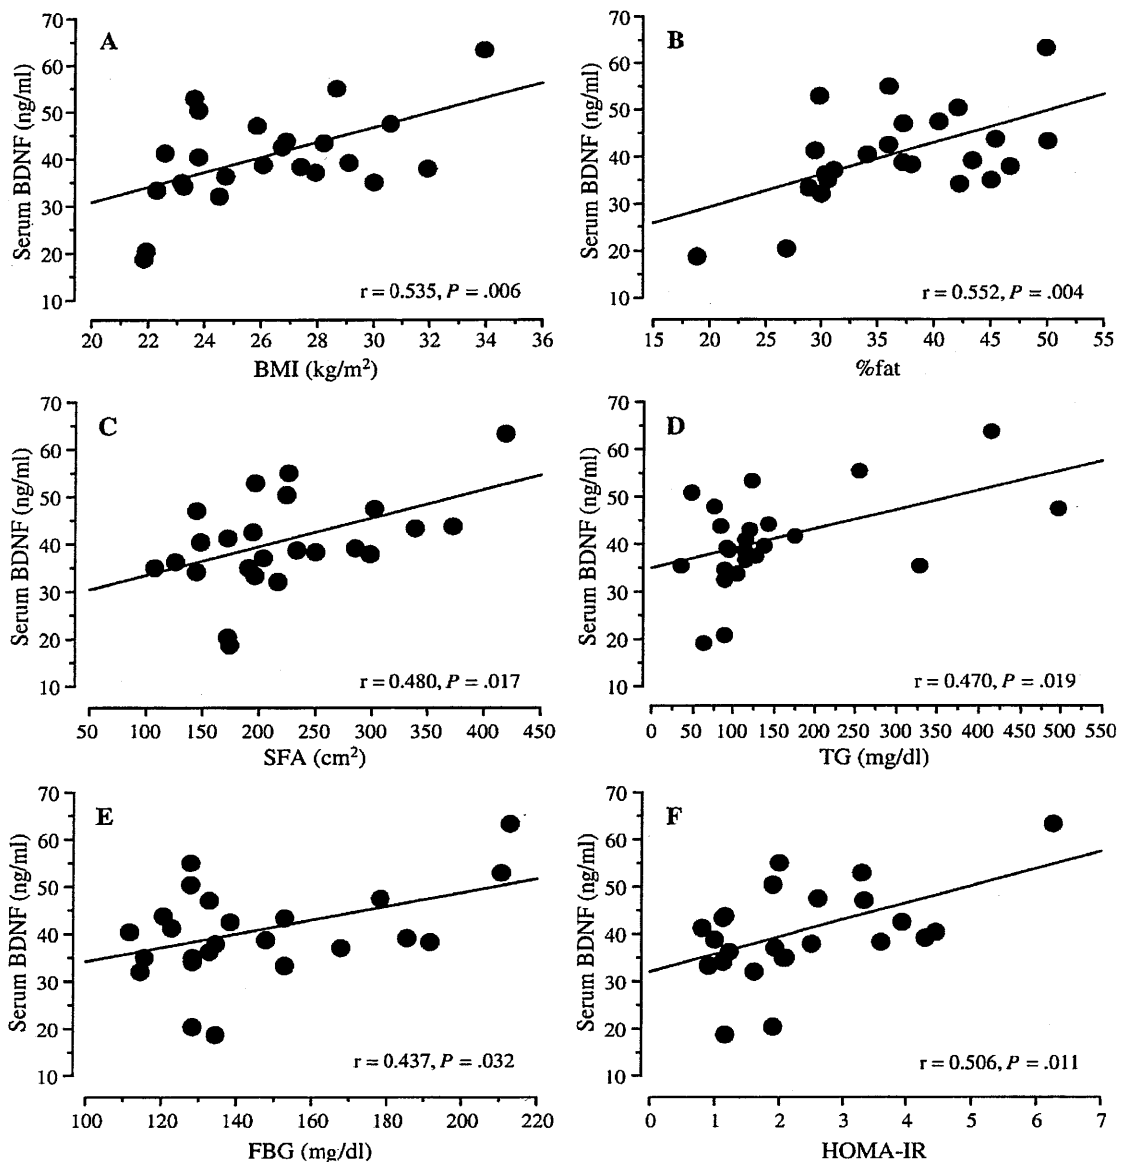 A
Serum BDNF (ng/ml)
70
60
50
40
30
20
10
r = 0.535, P = .006
20 22 24 26 28 30 32 34 36
BMI (kg/m²)
B
Serum BDNF (ng/ml)
70
60
50
40
30
20
10
r = 0.552, P = .004
15 20 25 30 35 40 45 50 55
%fat
C
Serum BDNF (ng/ml)
70
60
50
40
30
20
10
r = 0.480, P = .017
50 100 150 200 250 300 350 400 450
SFA (cm²)
D
Serum BDNF (ng/ml)
70
60
50
40
30
20
10
r = 0.470, P = .019
0 50 100 150 200 250 300 350 400 450 500 550
TG (mg/dl)
E
Serum BDNF (ng/ml)
70
60
50
40
30
20
10
r = 0.437, P = .032
100 120 140 160 180 200 220
FBG (mg/dl)
F
Serum BDNF (ng/ml)
70
60
50
40
30
20
10
r = 0.506, P = .011
0 1 2 3 4 5 6 7
HOMA-IR